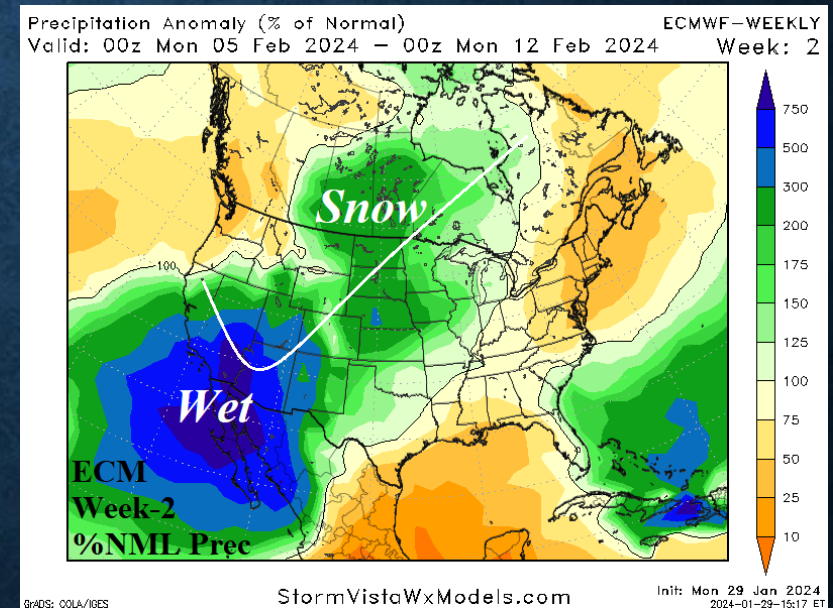 Precipitation Anomaly (% of Normal)
ECMWF-WEEKLY
Valid: 00z Mon 05 Feb 2024 - 00z Mon 12 Feb 2024
Week: 2
750
500
300
200
175
150
125
100
75
50
25
10
100
Snow
Wet
ECM
Week-2
%NML Prec
GrADS: COLA/IGES
StormVistaWxModels.com
Init: Mon 29 Jan 2024
2024-01-29-15:17 ET